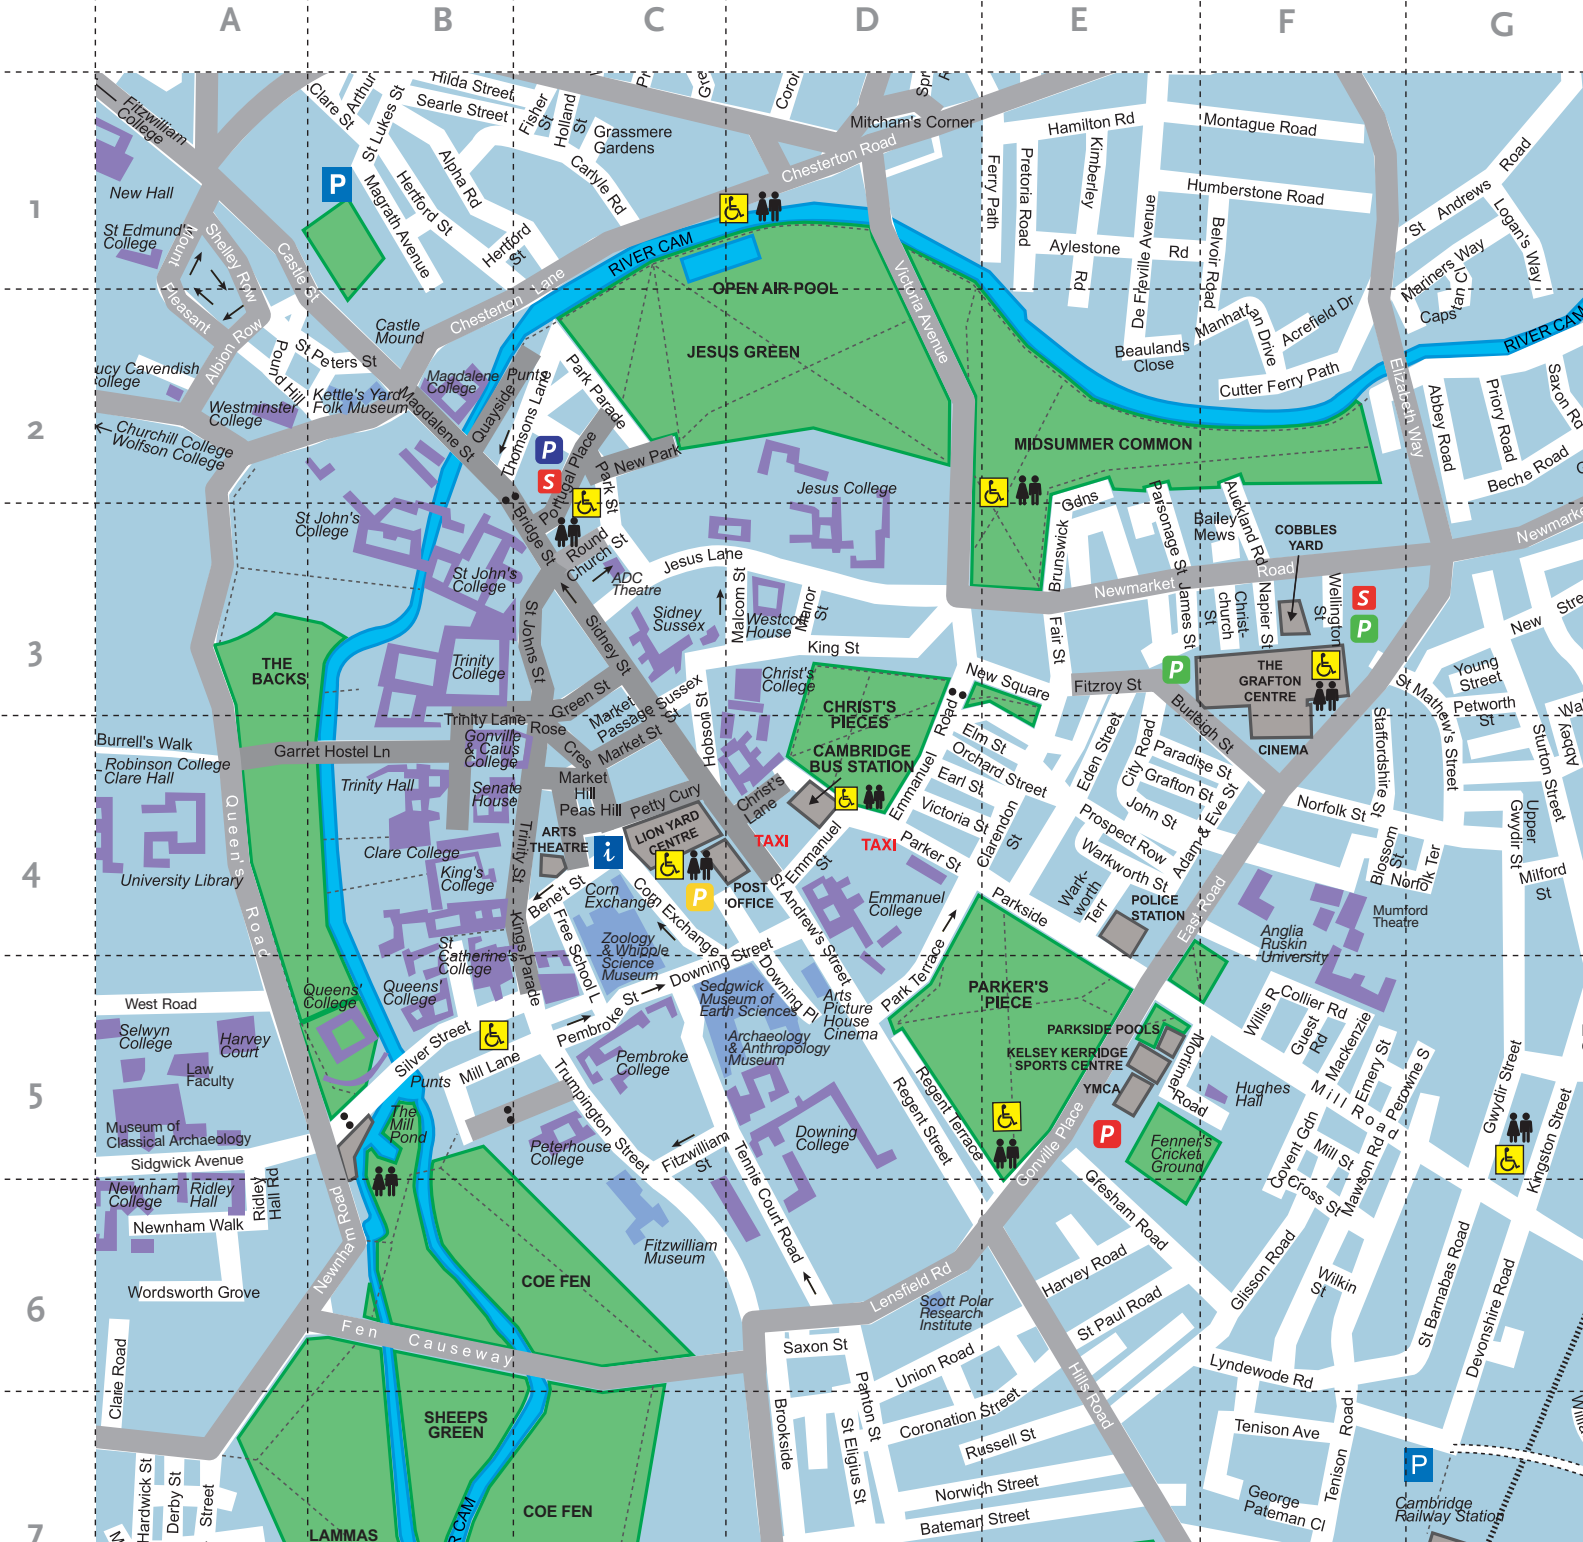 A
B
C
D
E
F
G
1
2
3
4
5
6
7
Fitzwilliam
College
New Hall
St Edmund's
College
Mount
Pleasant
Shelley Row
Albion Row
Castle St
Clare St
Arthur
St Lukes St
Hilda Street
Searle Street
Fisher
St
Holland
St
Grassmere
Gardens
Carlyle Rd
Alpha Rd
Hertford St
Magrath Avenue
Hertford
St
P
Chesterton Lane
Chesterton Road
Mitcham's Corner
RIVER CAM
OPEN AIR POOL
JESUS GREEN
Victoria Avenue
Ferry Path
Pretoria Road
Hamilton Rd
Kimberley
Rd
Aylestone
Rd
De Freville Avenue
Montague Road
Humberstone Road
Belvoir Road
Manhattan Drive
Acrefield Dr
Beaulands
Close
Cutter Ferry Path
Elizabeth Way
St Andrews Road
Logan's Way
Mariners Way
Capstan Cl
RIVER CAM
Saxon Rd
Priory Road
Abbey Road
Beche Road
Newmarket
MIDSUMMER COMMON
Castle
Mound
St Peters St
Pound Hill
Kettle's Yard
Folk Museum
Westminster
College
Churchill College
Wolfson College
Magdalene St
Magdalene
College
Quayside
Punts
Thomsons Lane
Park Parade
Portugal Place
New Park
Park St
P
S
Bridge St
Round
Church St
ADC
Theatre
Jesus Lane
Jesus College
St John's
College
St John's
College
St Johns St
Sidney St
Sidney
Sussex
Malcom St
Westcott
House
Manor
St
King St
Christ's
College
Trinity
College
THE
BACKS
Brunswick
Gdns
Parsonage St
Auckland Rd
Bailey
Mews
COBBLES
YARD
Newmarket Road
James St
Christ-
church
St
Napier St
Wellington
St
S
P
P
THE
GRAFTON
CENTRE
CINEMA
Fair St
New Square
Fitzroy St
Burleigh St
CHRIST'S
PIECES
CAMBRIDGE
BUS STATION
Emmanuel Road
Elm St
Orchard Street
Earl St
Victoria St
Clarendon
St
Eden Street
City Road
Paradise St
Grafton St
John St
Adam & Eve St
Prospect Row
Warkworth St
Wark-
worth
Terr
POLICE
STATION
Parker St
Parkside
East Road
Norfolk St
Staffordshire St
St Mathew's Street
Young
Street
New Street
Petworth
St
Sturton Street
Upper
Gwydir St
Blossom
St
Norfolk Ter
Milford
St
Mumford
Theatre
Anglia
Ruskin
University
Burrell's Walk
Robinson College
Clare Hall
Garret Hostel Ln
Trinity Lane
Gonville
& Caius
College
Trinity Hall
Senate
House
Rose
Cres
Green St
Market
Passage
Sussex
St
Market St
Hobson St
Market
Hill
Peas Hill
Petty Cury
LION YARD
CENTRE
ARTS
THEATRE
i
P
POST
OFFICE
TAXI
TAXI
Christ's
Lane
Emmanuel
St
St Andrew's Street
Emmanuel
College
University Library
Queen's Road
Clare College
King's
College
Trinity St
Kings Parade
Benet St
Corn
Exchange
Corn Exchange
Free School L
Zoology
& Whipple
Science
Museum
St
Catherine's
College
Queens'
College
Queens'
College
West Road
Selwyn
College
Harvey
Court
Law
Faculty
Museum of
Classical Archaeology
Sidgwick Avenue
Newnham
College
Ridley
Hall
Ridley
Hall Rd
Newnham Walk
Wordsworth Grove
Clare Road
Newnham Road
Silver Street
Punts
Mill Lane
The
Mill
Pond
Pembroke St
Downing Street
Downing Pl
Sedgwick
Museum of
Earth Sciences
Archaeology
& Anthropology
Museum
Arts
Picture
House
Cinema
Pembroke
College
Trumpington Street
Peterhouse
College
Fitzwilliam
St
Fitzwilliam
Museum
Tennis Court Road
Downing
College
Regent Street
Regent Terrace
Park Terrace
PARKER'S
PIECE
PARKSIDE POOLS
KELSEY KERRIDGE
SPORTS CENTRE
YMCA
P
Mortimer
Road
Fenner's
Cricket
Ground
Gonville Place
Hughes
Hall
Willis R
Collier Rd
Guest
Rd
Mackenzie
Emery St
Perowne S
Mill Road
Covent Gdn
Mill St
Cross St
Mawson Rd
Gwydir Street
Kingston Street
Gresham Road
Harvey Road
St Paul Road
Glisson Road
Wilkin
St
St Barnabas Road
Devonshire Road
Lyndewode Rd
Tenison Ave
Tenison Road
George
Pateman Cl
P
Cambridge
Railway Station
Hills Road
Lensfield Rd
Scott Polar
Research
Institute
Union Road
Saxon St
Panton St
Brookside
St Eligius St
Coronation Street
Russell St
Norwich Street
Bateman Street
COE FEN
Fen Causeway
SHEEPS
GREEN
COE FEN
LAMMAS
R CAM
Hardwick St
Derby St
Street